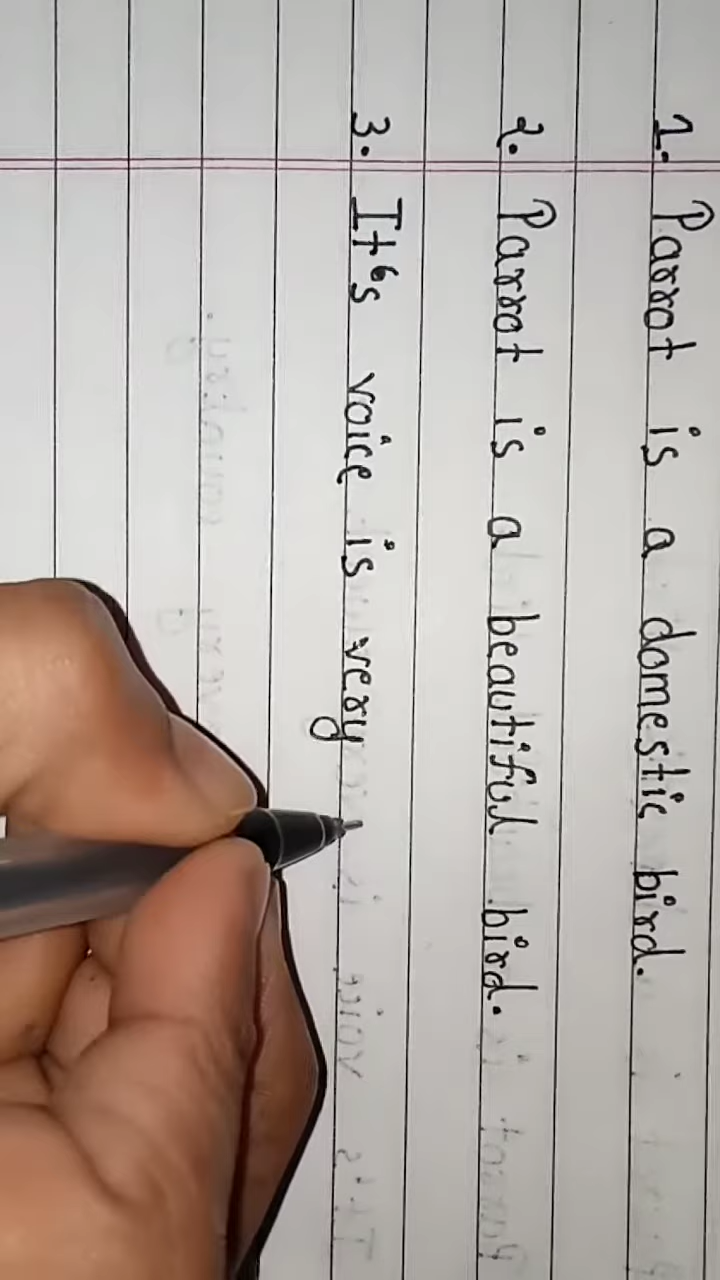 1. Parrot is a domestic bird.
2. Parrot is a beautiful bird.
3. It's voice is very